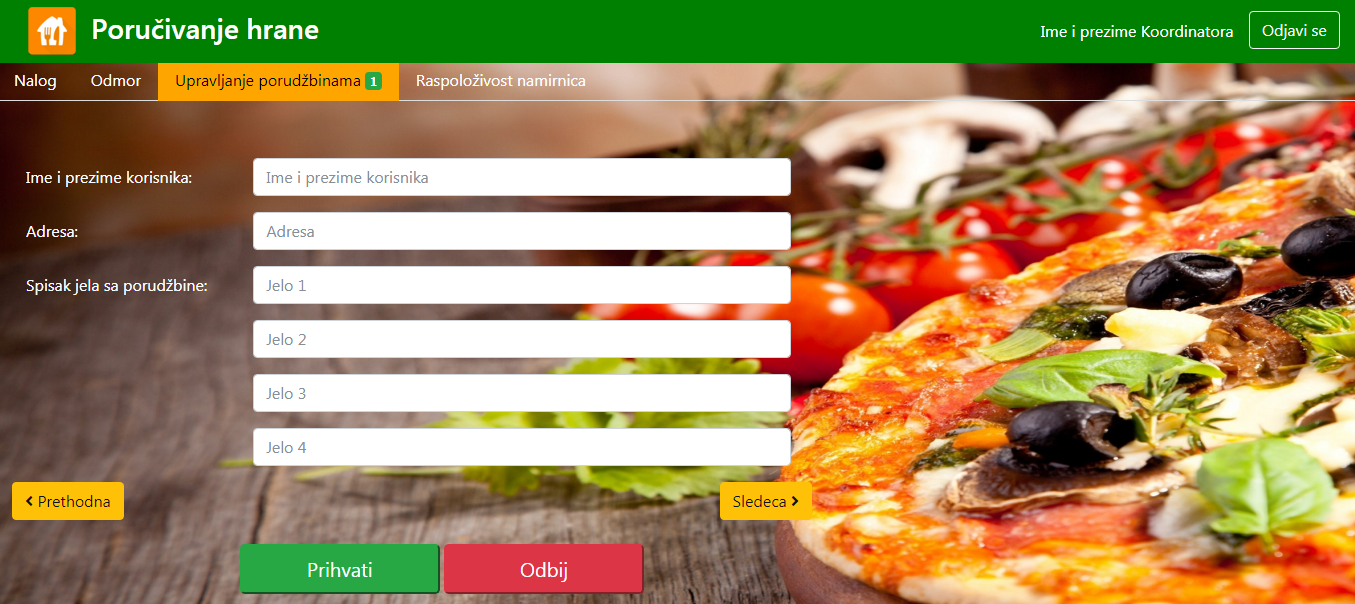 Poručivanje hrane
Ime i prezime Koordinatora
Odjavi se
Nalog
Odmor
Upravljanje porudžbinama 1
Raspoloživost namirnica
Ime i prezime korisnika:
Ime i prezime korisnika
Adresa:
Adresa
Spisak jela sa porudžbine:
Jelo 1
Jelo 2
Jelo 3
Jelo 4
Prethodna
Sledeca
Prihvati
Odbij